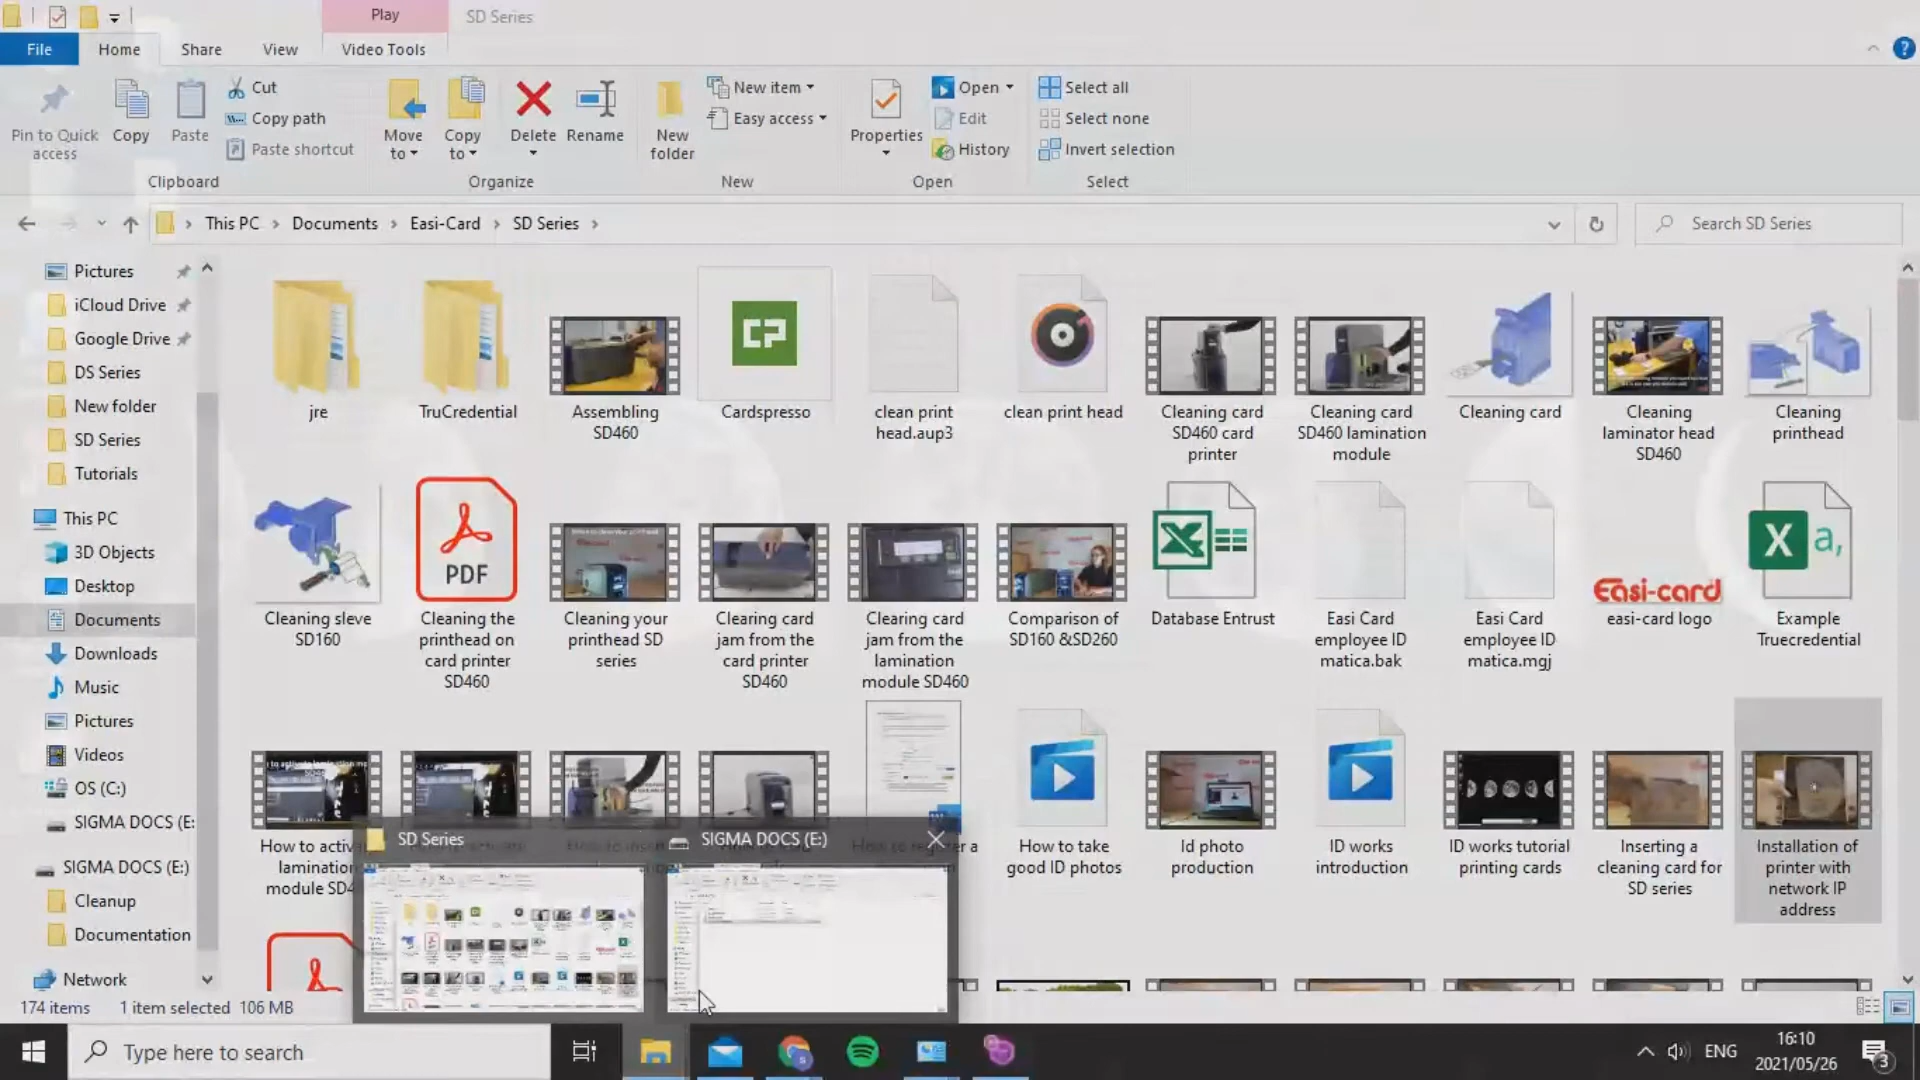 Play
SD Series
File
Home
Share
View
Video Tools
Pin to Quick
access
Copy
Paste
Cut
Copy path
Paste shortcut
Clipboard
Move
to
Copy
to
Delete
Rename
Organize
New
folder
New item
Easy access
New
Properties
Open
Edit
History
Open
Select all
Select none
Invert selection
Select
This PC > Documents > Easi-Card > SD Series >
Search SD Series
Pictures
iCloud Drive
Google Drive
DS Series
New folder
SD Series
Tutorials
This PC
3D Objects
Desktop
Documents
Downloads
Music
Pictures
Videos
OS (C:)
SIGMA DOCS (E:
SIGMA DOCS (E:)
Cleanup
Documentation
Network
jre
TruCredential
Assembling
SD460
Cardspresso
clean print
head.aup3
clean print head
Cleaning card
SD460 card
printer
Cleaning card
SD460 lamination
module
Cleaning card
Cleaning
laminator head
SD460
Cleaning
printhead
Cleaning sleve
SD160
PDF
Cleaning the
printhead on
card printer
SD460
Cleaning your
printhead SD
series
Clearing card
jam from the
card printer
SD460
Clearing card
jam from the
lamination
module SD460
Comparison of
SD160 &SD260
Database Entrust
Easi Card
employee ID
matica.bak
Easi Card
employee ID
matica.mgj
Easi-card
easi-card logo
X a,
Example
Truecredential
How to activa
lamination
module SD4
How to register a
How to take
good ID photos
Id photo
production
ID works
introduction
ID works tutorial
printing cards
Inserting a
cleaning card for
SD series
Installation of
printer with
network IP
address
SD Series
SIGMA DOCS (E:)
174 items
1 item selected 106 MB
Type here to search
ENG
16:10
2021/05/26
3